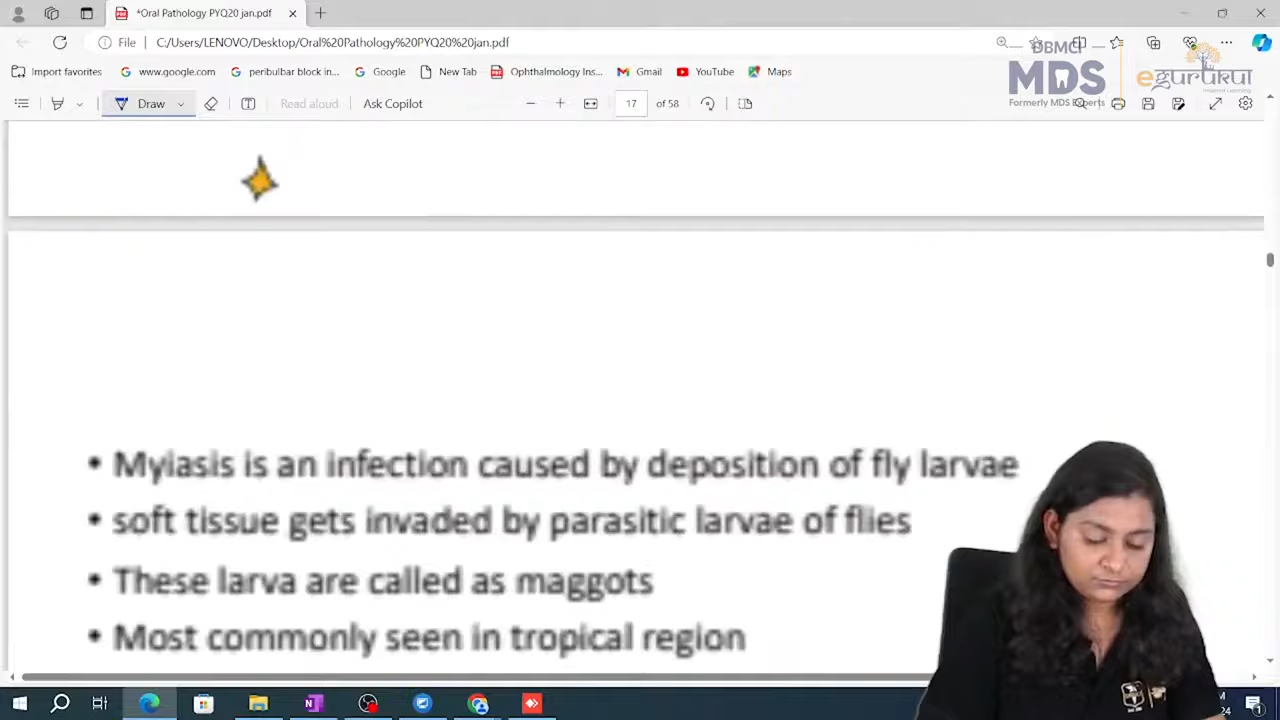 *Oral Pathology PYQ20 jan.pdf
File
C:/Users/LENOVO/Desktop/Oral%20Pathology%20PYQ20%20jan.pdf
DBMCI
MDS
Formerly MDS Experts
eGurukul
Import favorites
www.google.com
peribulbar block in...
Google
New Tab
Ophthalmology Ins...
Gmail
YouTube
Maps
Draw
Read aloud
Ask Copilot
17
of 58
• Myiasis is an infection caused by deposition of fly larvae
• soft tissue gets invaded by parasitic larvae of flies
• These larva are called as maggots
• Most commonly seen in tropical region